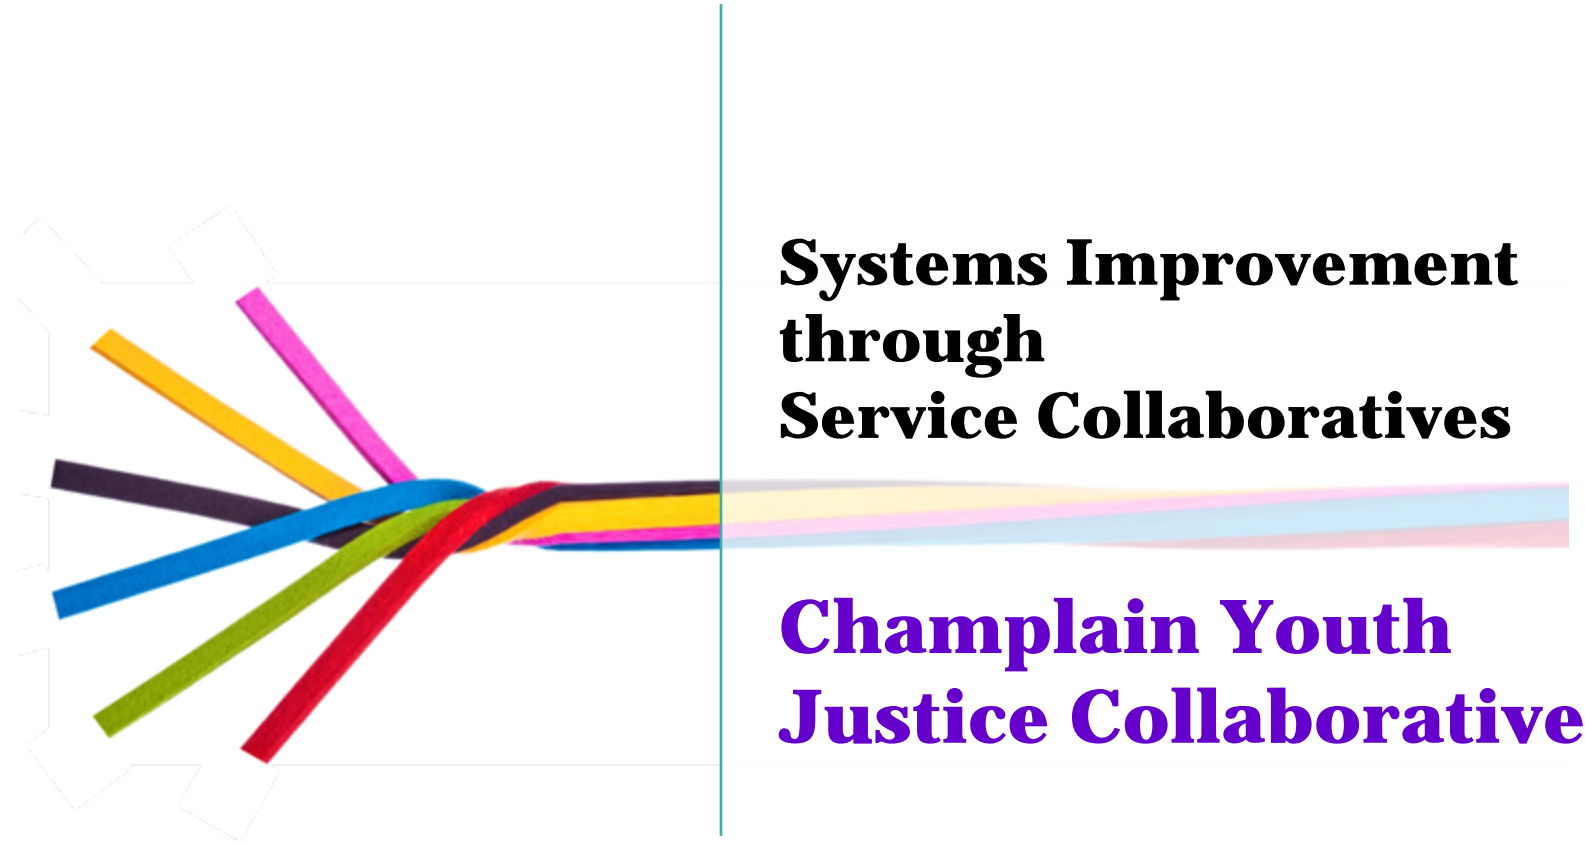 Systems Improvement
through
Service Collaboratives
Champlain Youth
Justice Collaborative